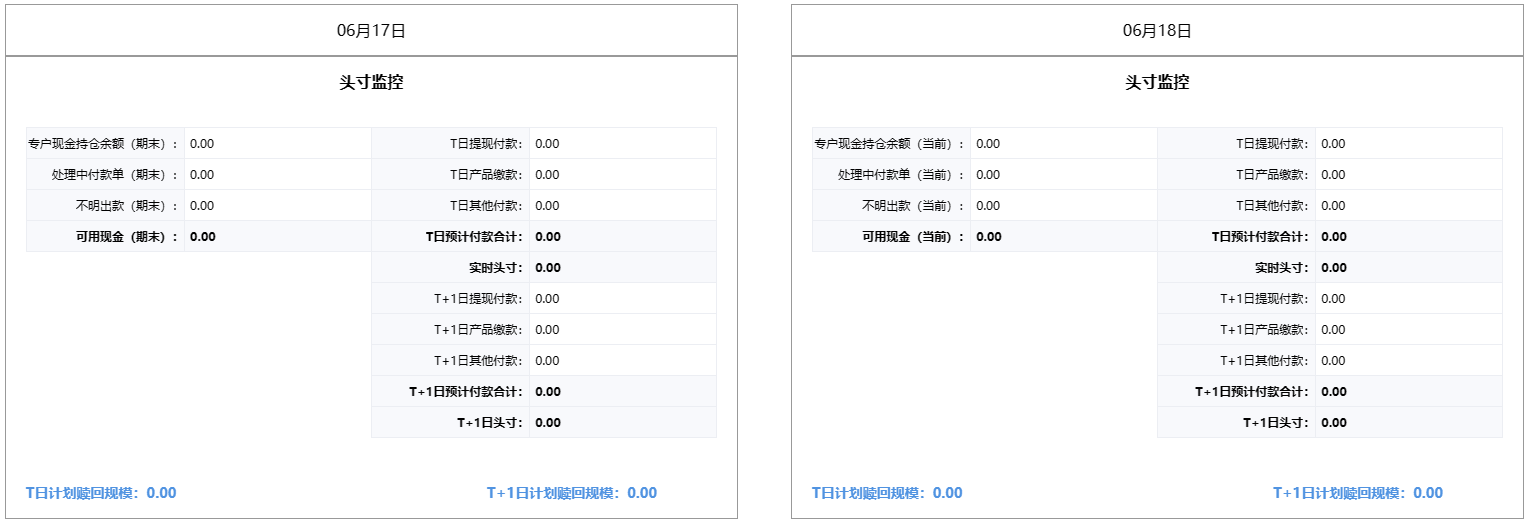 06月17日
头寸监控
专户现金持仓余额（期末）： 0.00 T日提现付款： 0.00
处理中付款单（期末）： 0.00 T日产品缴款： 0.00
不明出款（期末）： 0.00 T日其他付款： 0.00
可用现金（期末）： 0.00 T日预计付款合计： 0.00
实时头寸： 0.00
T+1日提现付款： 0.00
T+1日产品缴款： 0.00
T+1日其他付款： 0.00
T+1日预计付款合计： 0.00
T+1日头寸： 0.00
T日计划赎回规模：0.00 T+1日计划赎回规模：0.00
06月18日
头寸监控
专户现金持仓余额（当前）： 0.00 T日提现付款： 0.00
处理中付款单（当前）： 0.00 T日产品缴款： 0.00
不明出款（当前）： 0.00 T日其他付款： 0.00
可用现金（当前）： 0.00 T日预计付款合计： 0.00
实时头寸： 0.00
T+1日提现付款： 0.00
T+1日产品缴款： 0.00
T+1日其他付款： 0.00
T+1日预计付款合计： 0.00
T+1日头寸： 0.00
T日计划赎回规模：0.00 T+1日计划赎回规模：0.00